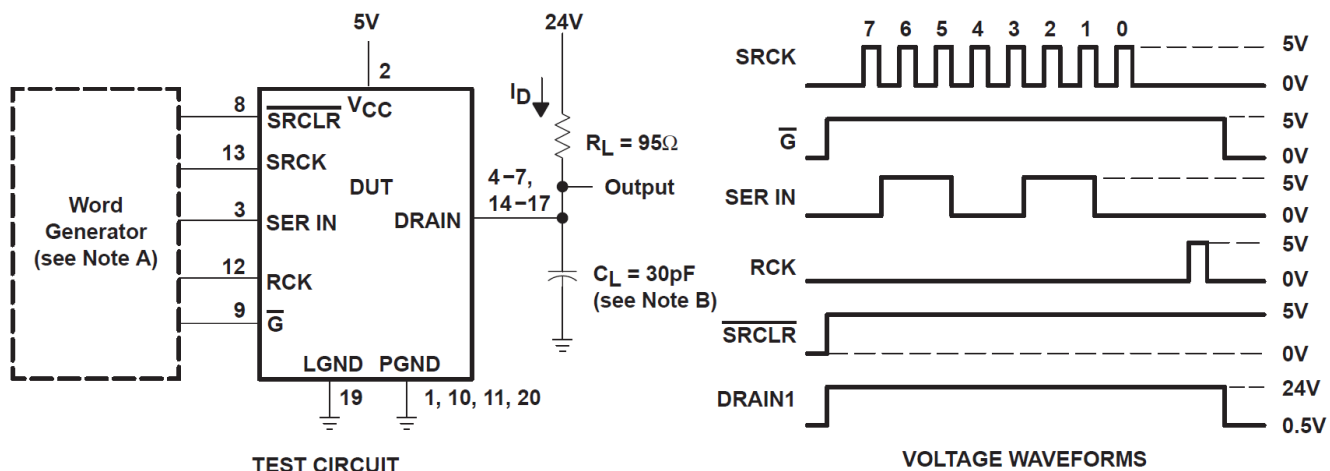 5V
24V
2
VCC
ID
8
SRCLR
RL = 95Ω
13
SRCK
DUT
4−7,
14−17
Output
Word
Generator
(see Note A)
3
SER IN
DRAIN
12
RCK
CL = 30pF
(see Note B)
9
G
LGND PGND
19
1, 10, 11, 20
TEST CIRCUIT
7 6 5 4 3 2 1 0
SRCK
5V
0V
G
5V
0V
SER IN
5V
0V
RCK
5V
0V
SRCLR
5V
0V
DRAIN1
24V
0.5V
VOLTAGE WAVEFORMS